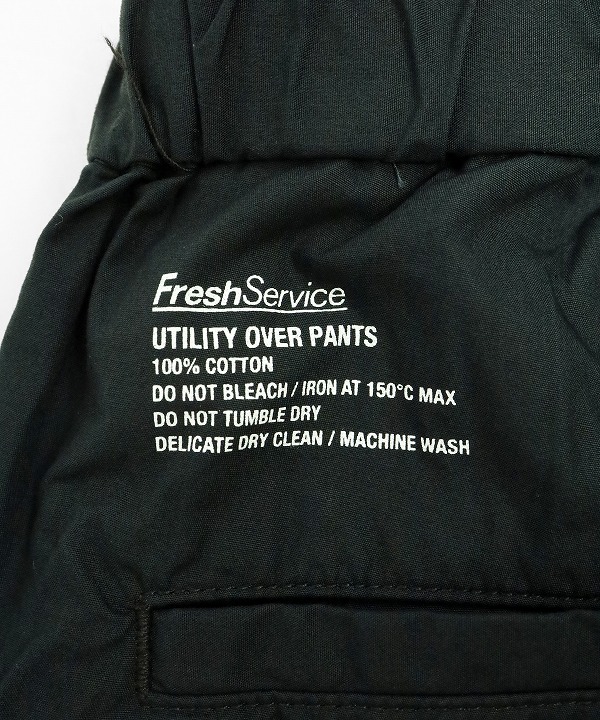 FreshService
UTILITY OVER PANTS
100% COTTON
DO NOT BLEACH / IRON AT 150°C MAX
DO NOT TUMBLE DRY
DELICATE DRY CLEAN / MACHINE WASH